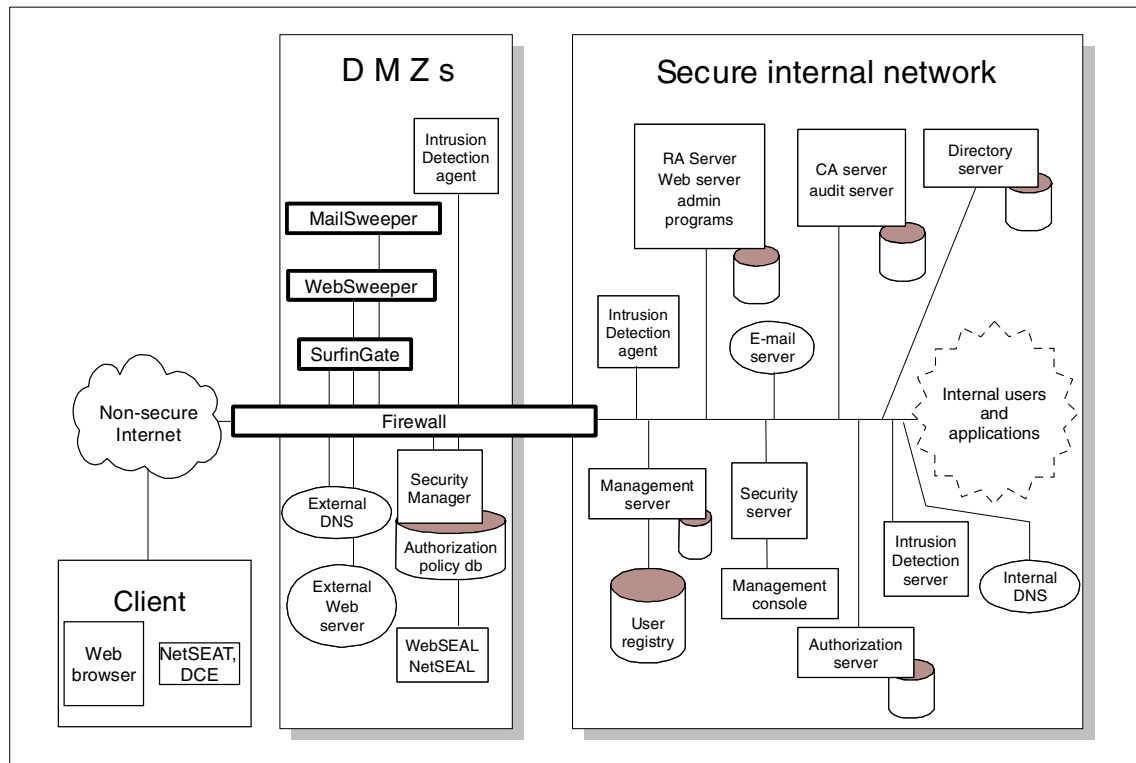 D M Z s
Secure internal network
Intrusion
Detection
agent
MailSweeper
WebSweeper
SurfinGate
RA Server
Web server
admin
programs
CA server
audit server
Directory
server
Intrusion
Detection
agent
E-mail
server
Non-secure
Internet
Firewall
Internal users
and
applications
External
DNS
Security
Manager
Authorization
policy db
External
Web
server
WebSEAL
NetSEAL
Management
server
Security
server
User
registry
Management
console
Authorization
server
Intrusion
Detection
server
Internal
DNS
Client
Web
browser
NetSEAT,
DCE